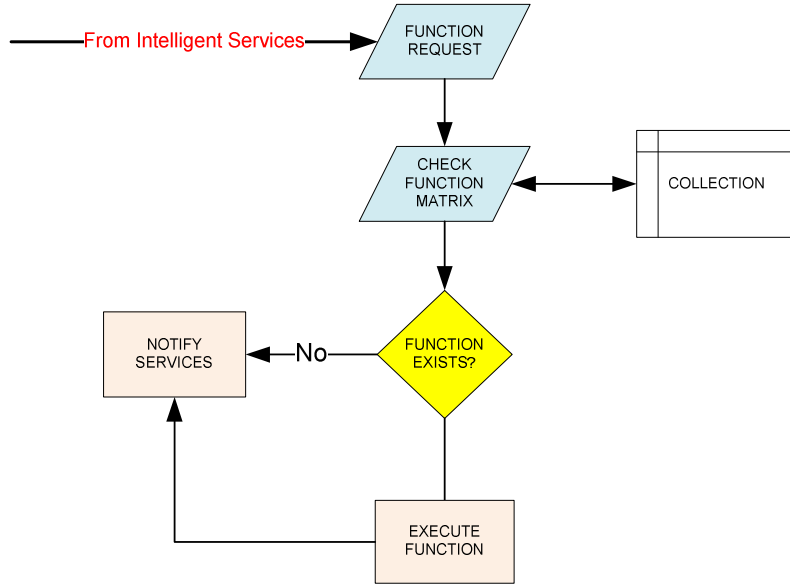 From Intelligent Services
FUNCTION
REQUEST
CHECK
FUNCTION
MATRIX
COLLECTION
FUNCTION
EXISTS?
No
NOTIFY
SERVICES
EXECUTE
FUNCTION